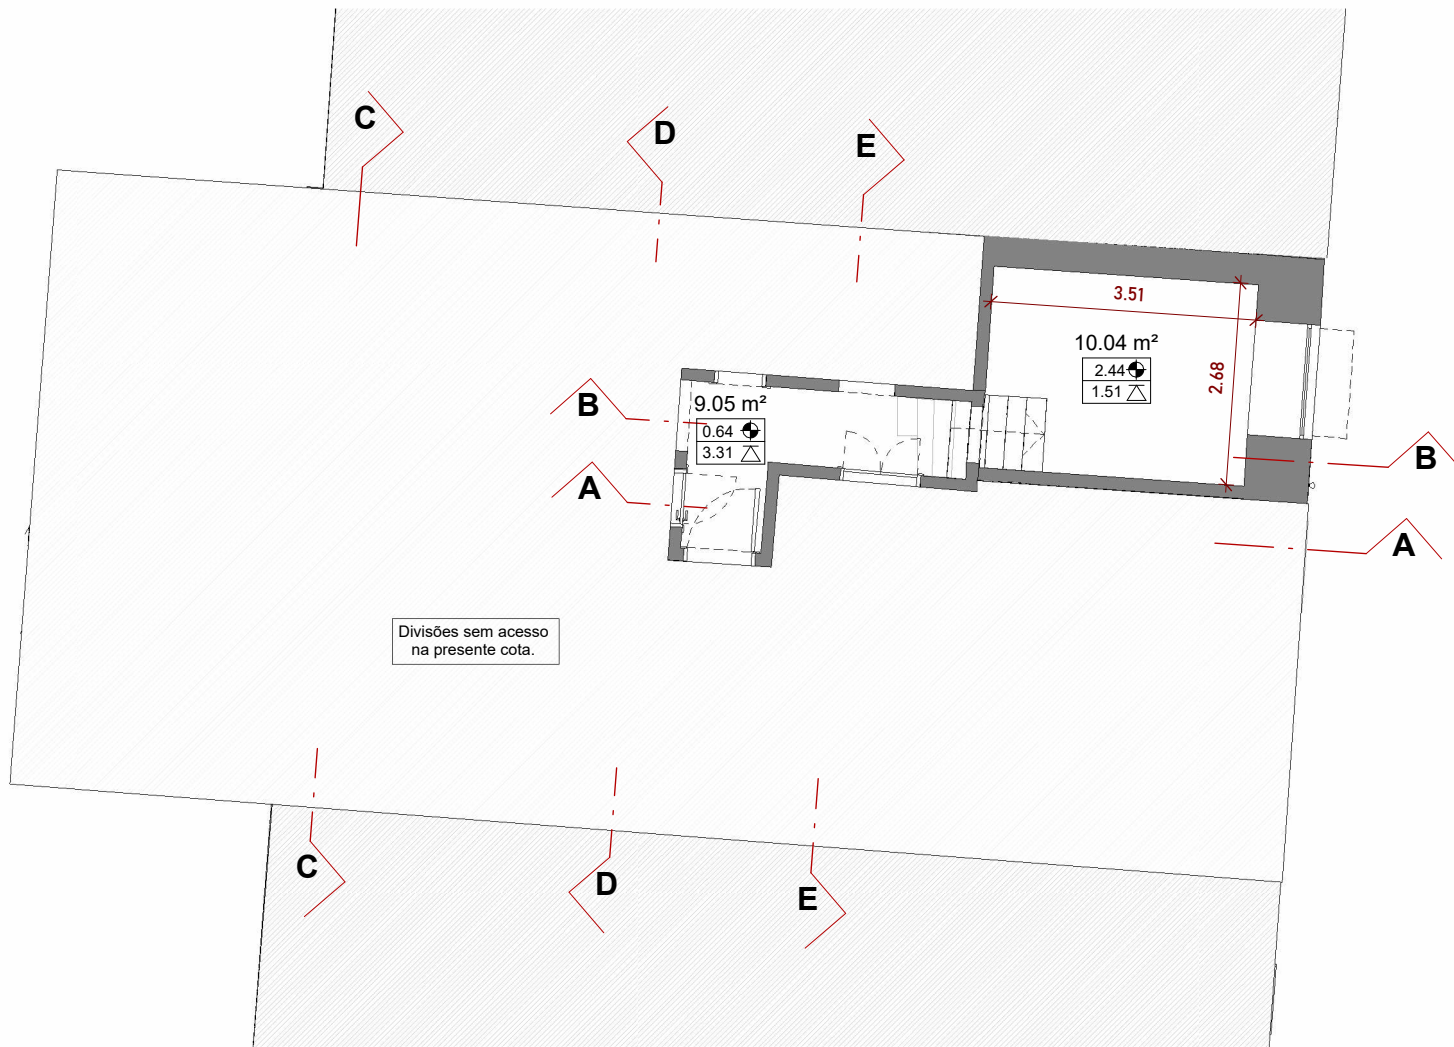 C
D
E
3.51
10.04 m²
2.44
1.51
2.68
B
9.05 m²
0.64
3.31
A
B
A
Divisões sem acesso
na presente cota.
C
D
E